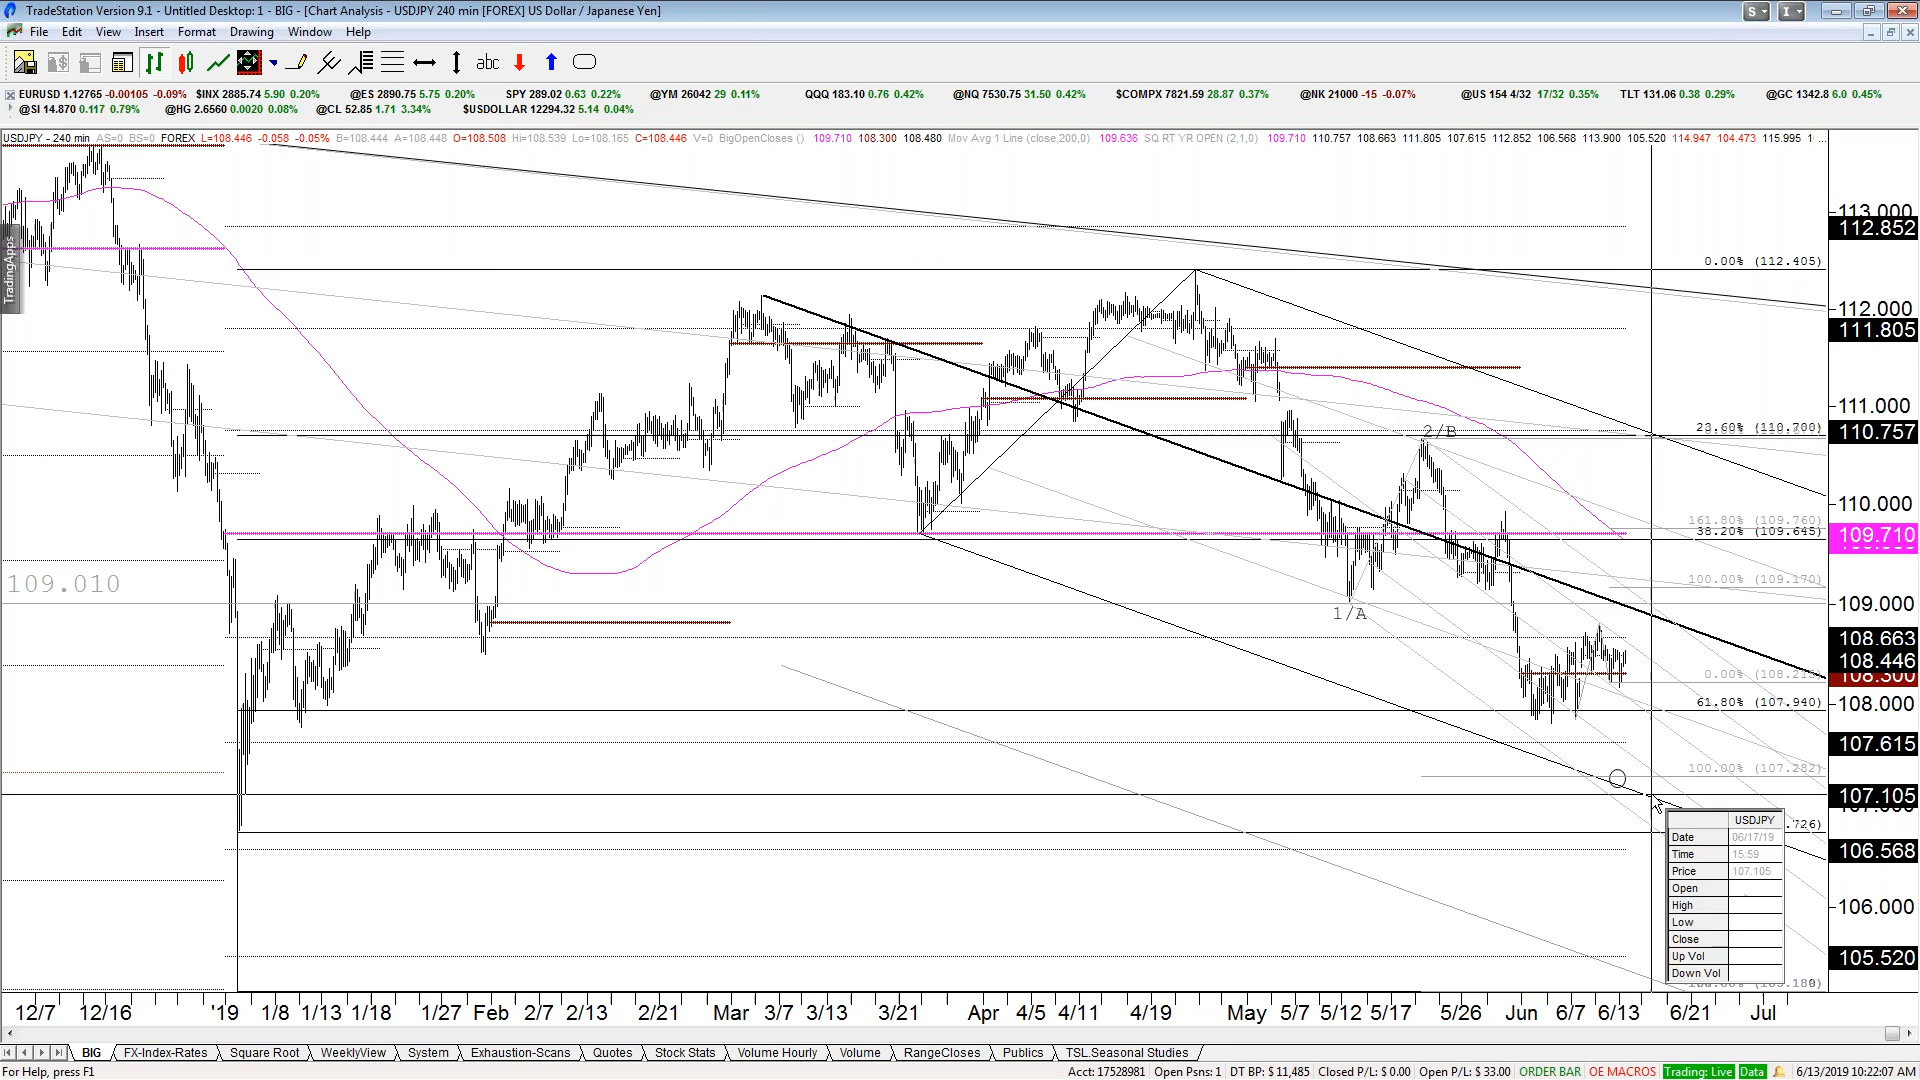 TradeStation Version 9.1 - Untitled Desktop: 1 - BIG - [Chart Analysis - USDJPY 240 min [FOREX] US Dollar / Japanese Yen]
S I
File Edit View Insert Format Drawing Window Help
abc
EURUSD 1.12765 -0.00105 -0.09% $INX 2885.74 5.90 0.20% @ES 2890.75 5.75 0.20% SPY 289.02 0.63 0.22% @YM 26042 29 0.11% QQQ 183.10 0.76 0.42% @NQ 7530.75 31.50 0.42% $COMPX 7821.59 28.87 0.37% @NK 21000 -15 -0.07% @US 154 4/32 17/32 0.35% TLT 131.06 0.38 0.29% @GC 1342.8 6.0 0.45%
@SI 14.870 0.117 0.79% @HG 2.6560 0.0020 0.08% @CL 52.85 1.71 3.34% $USDOLLAR 12294.32 5.14 0.04%
USDJPY - 240 min AS=0 BS=0 FOREX L=108.446 -0.058 -0.05% B=108.444 A=108.448 O=108.508 Hi=108.539 Lo=108.165 C=108.446 V=0 BigOpenCloses () 109.710 108.300 108.480 Mov Avg 1 Line (close,200,0) 109.636 SQ RT YR OPEN (2,1,0) 109.710 110.757 108.663 111.805 107.615 112.852 106.568 113.900 105.520 114.947 104.473 115.995 1 ...
TradingApps
113.000
112.852
0.00% (112.405)
112.000
111.805
111.000
2/B
23.60% (110.700)
110.757
110.000
161.80% (109.760)
38.20% (109.645)
109.710
109.010
100.00% (109.170)
109.000
1/A
108.663
108.446
108.300
61.80% (107.940)
108.000
107.615
100.00% (107.282)
107.105
.726)
106.568
106.000
105.520
USDJPY
Date 06/17/19
Time 15:59
Price 107.105
Open
High
Low
Close
Up Vol
Down Vol
12/7 12/16 '19 1/8 1/13 1/18 1/27 Feb 2/7 2/13 2/21 Mar 3/7 3/13 3/21 Apr 4/5 4/11 4/19 May 5/7 5/12 5/17 5/26 Jun 6/7 6/13 6/21 Jul
BIG FX-Index-Rates Square Root WeeklyView System Exhaustion-Scans Quotes Stock Stats Volume Hourly Volume RangeCloses Publics TSL.Seasonal Studies
For Help, press F1
Acct: 17528981 Open Psns: 1 DT BP: $ 11,485 Closed P/L: $ 0.00 Open P/L: $ 33.00 ORDER BAR OE MACROS Trading: Live Data 6/13/2019 10:22:07 AM